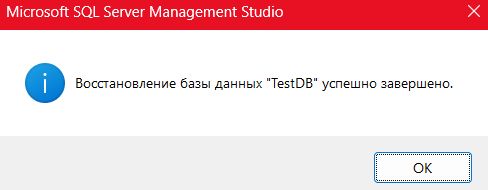 Microsoft SQL Server Management Studio
Восстановление базы данных "TestDB" успешно завершено.
OK